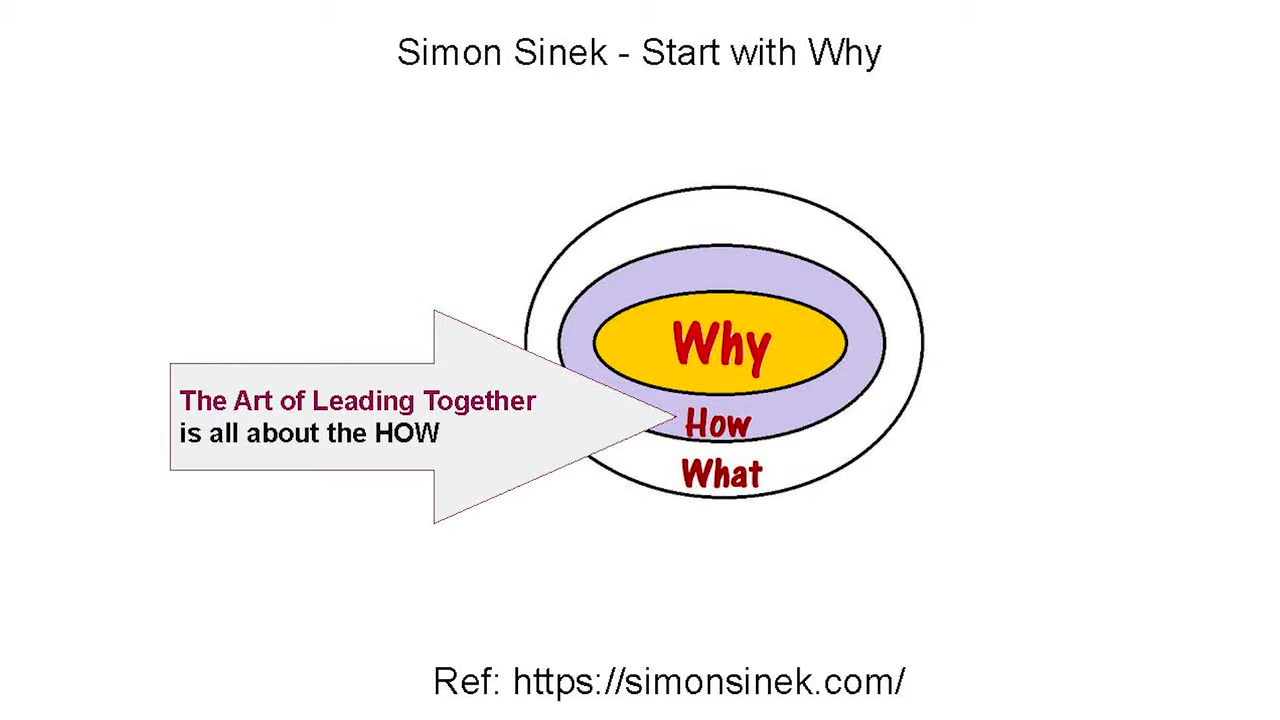 Simon Sinek - Start with Why
Why
The Art of Leading Together
is all about the HOW
How
What
Ref: https://simonsinek.com/